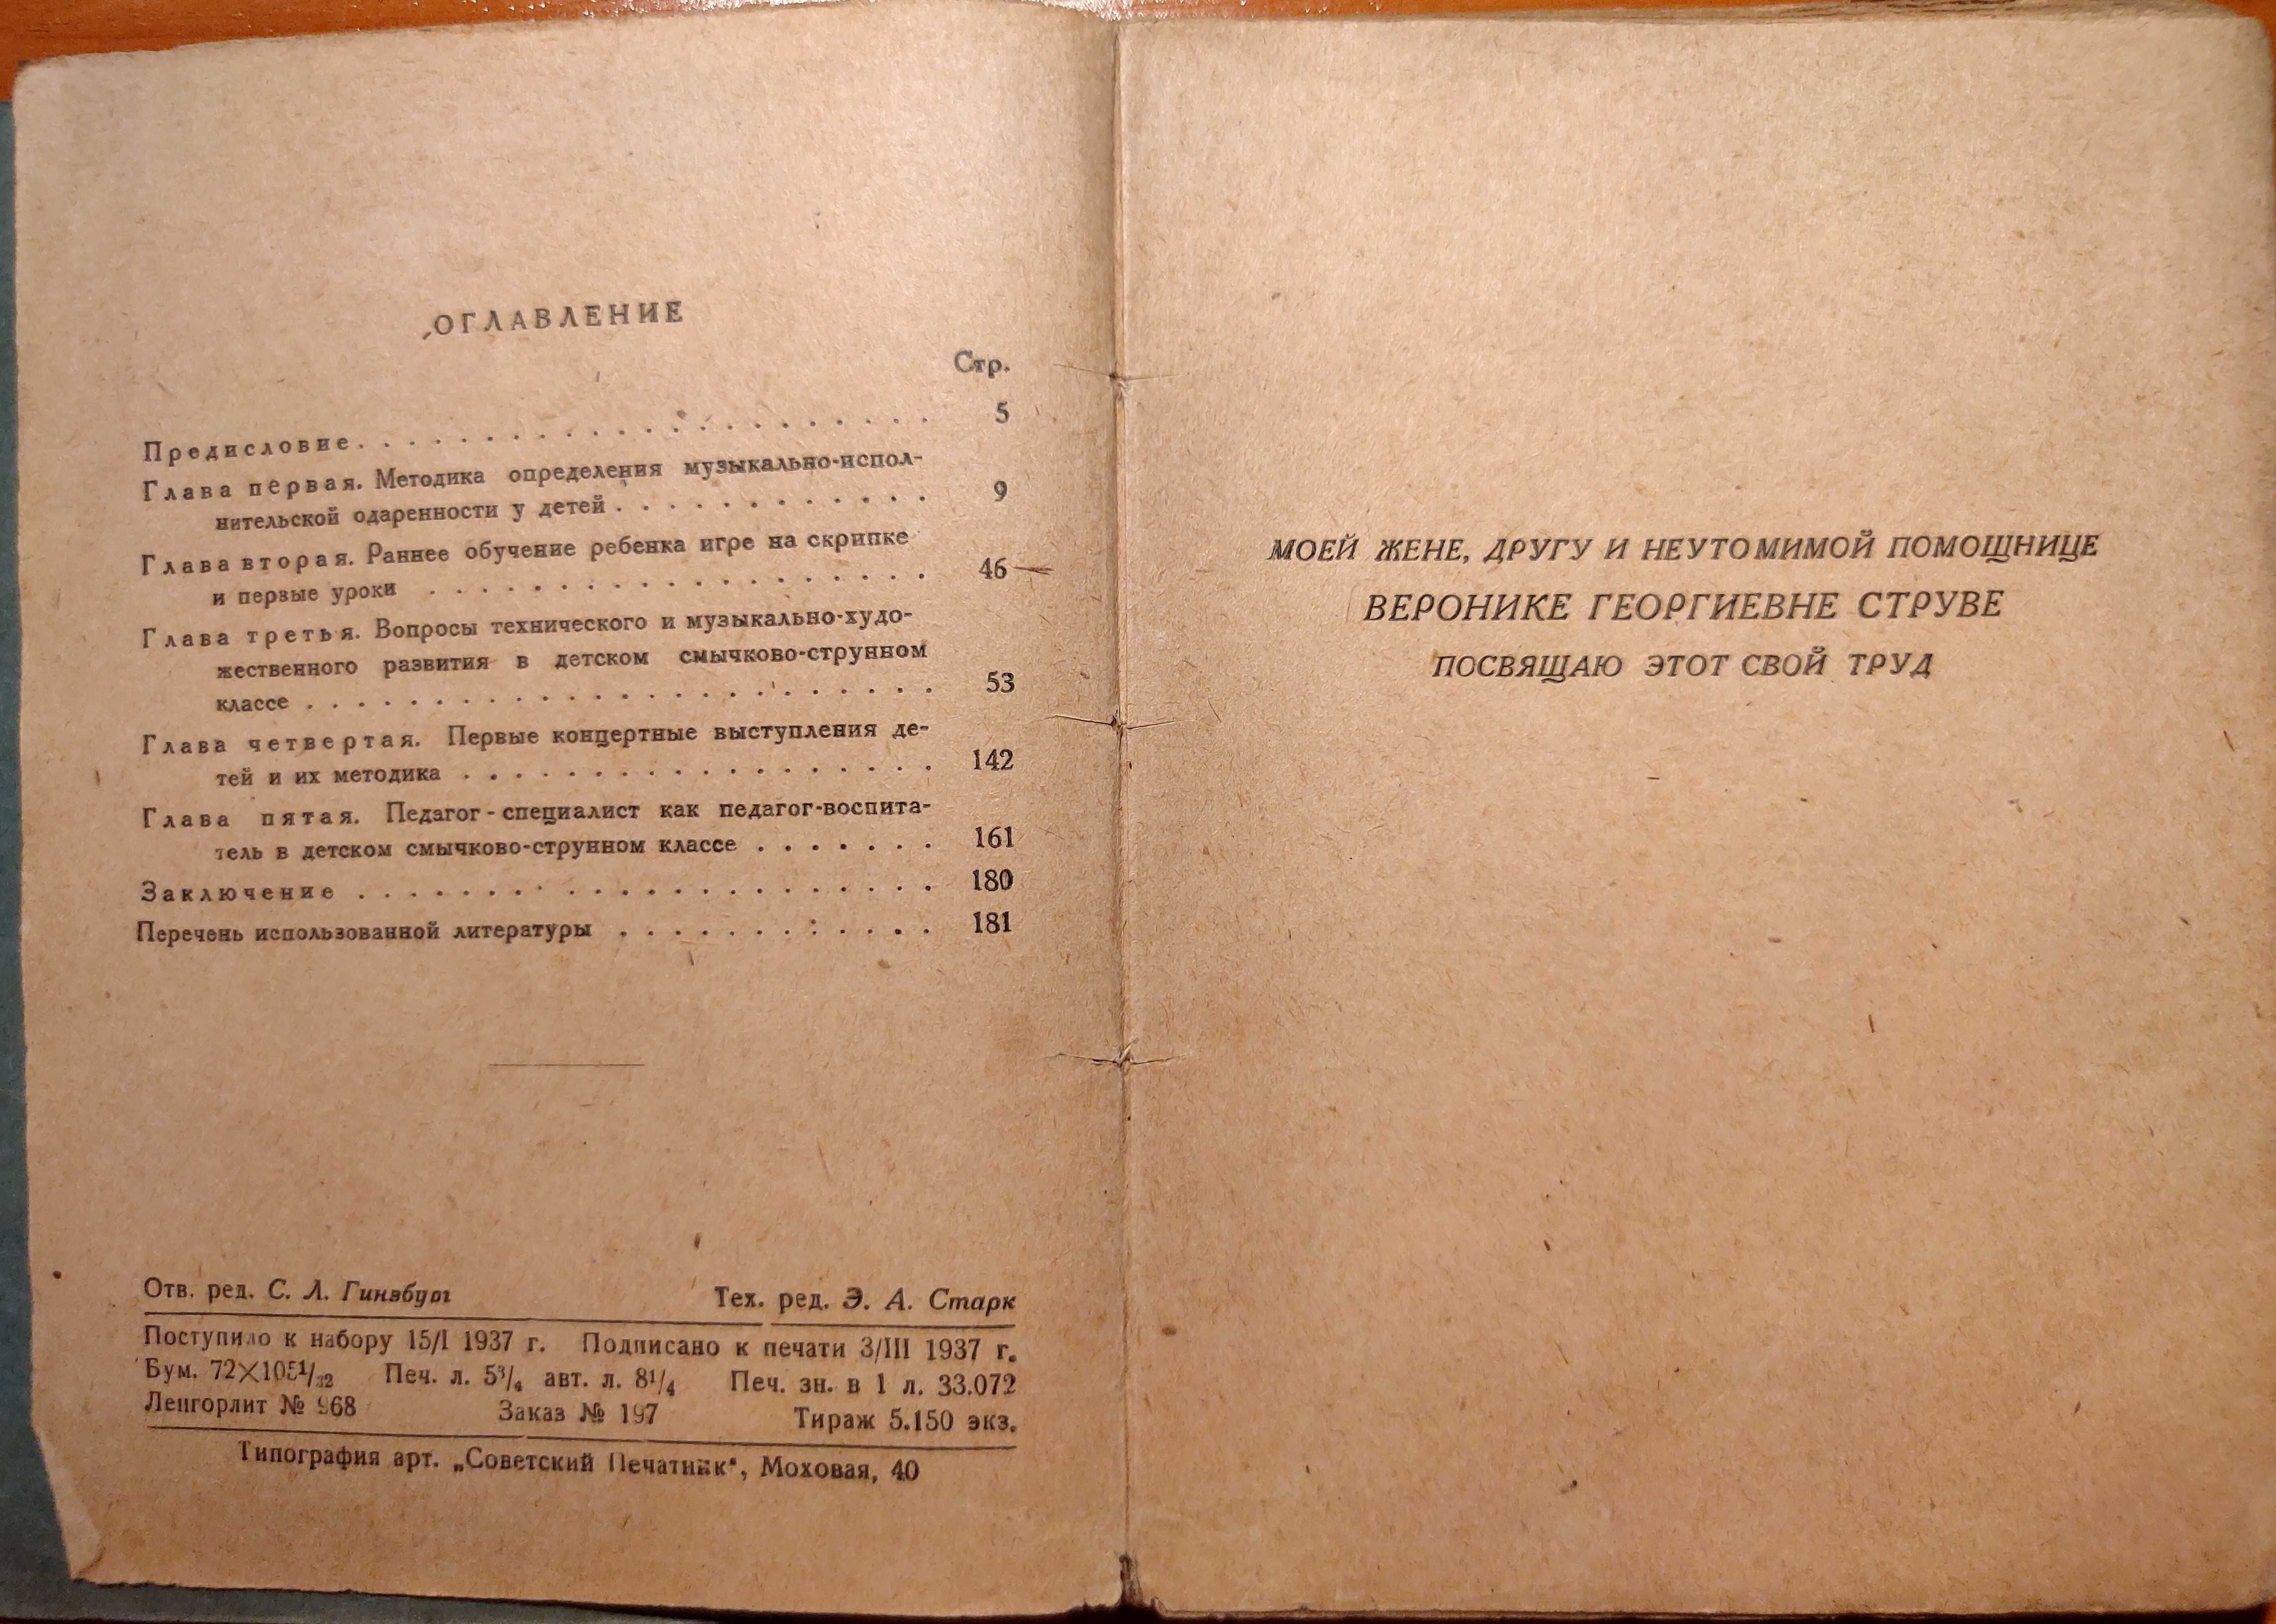 ОГЛАВЛЕНИЕ
Стр.
Предисловие . . . . . . . . . . . . . . . . . . . . . . 5
Глава первая. Методика определения музыкально-испол-
нительской одаренности у детей . . . . . . . . . . . . 9
Глава вторая. Раннее обучение ребенка игре на скрипке
и первые уроки . . . . . . . . . . . . . . . . . . . 46
Глава третья. Вопросы технического и музыкально-худо-
жественного развития в детском смычково-струнном
классе . . . . . . . . . . . . . . . . . . . . . . . . 53
Глава четвертая. Первые концертные выступления де-
тей и их методика . . . . . . . . . . . . . . . . . . 142
Глава пятая. Педагог-специалист как педагог-воспита-
тель в детском смычково-струнном классе . . . . . . . 161
Заключение . . . . . . . . . . . . . . . . . . . . . . 180
Перечень использованной литературы . . . . . . . . . . . . 181
Отв. ред. С. Л. Гинзбург Тех. ред. Э. А. Старк
Поступило к набору 15/I 1937 г. Подписано к печати 3/III 1937 г.
Бум. 72×105¹/₃₂ Печ. л. 5³/₄ авт. л. 8¹/₄ Печ. зн. в 1 л. 33.072
Ленгорлит № 968 Заказ № 197 Тираж 5.150 экз.
Типография арт. „Советский Печатник“, Моховая, 40
МОЕЙ ЖЕНЕ, ДРУГУ И НЕУТОМИМОЙ ПОМОЩНИЦЕ
ВЕРОНИКЕ ГЕОРГИЕВНЕ СТРУВЕ
ПОСВЯЩАЮ ЭТОТ СВОЙ ТРУД